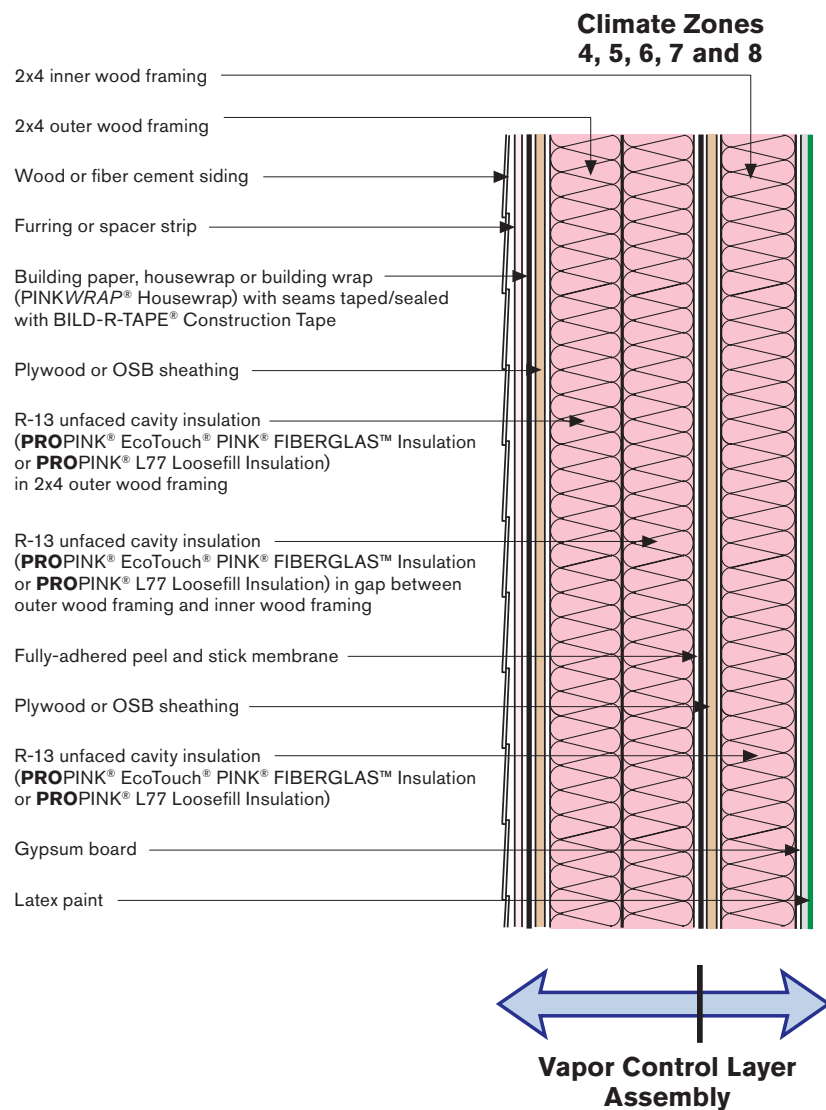 Climate Zones
4, 5, 6, 7 and 8
2x4 inner wood framing
2x4 outer wood framing
Wood or fiber cement siding
Furring or spacer strip
Building paper, housewrap or building wrap
(PINKWRAP® Housewrap) with seams taped/sealed
with BILD-R-TAPE® Construction Tape
Plywood or OSB sheathing
R-13 unfaced cavity insulation
(PROPINK® EcoTouch® PINK® FIBERGLAS™ Insulation
or PROPINK® L77 Loosefill Insulation)
in 2x4 outer wood framing
R-13 unfaced cavity insulation
(PROPINK® EcoTouch® PINK® FIBERGLAS™ Insulation
or PROPINK® L77 Loosefill Insulation) in gap between
outer wood framing and inner wood framing
Fully-adhered peel and stick membrane
Plywood or OSB sheathing
R-13 unfaced cavity insulation
(PROPINK® EcoTouch® PINK® FIBERGLAS™ Insulation
or PROPINK® L77 Loosefill Insulation)
Gypsum board
Latex paint
Vapor Control Layer
Assembly